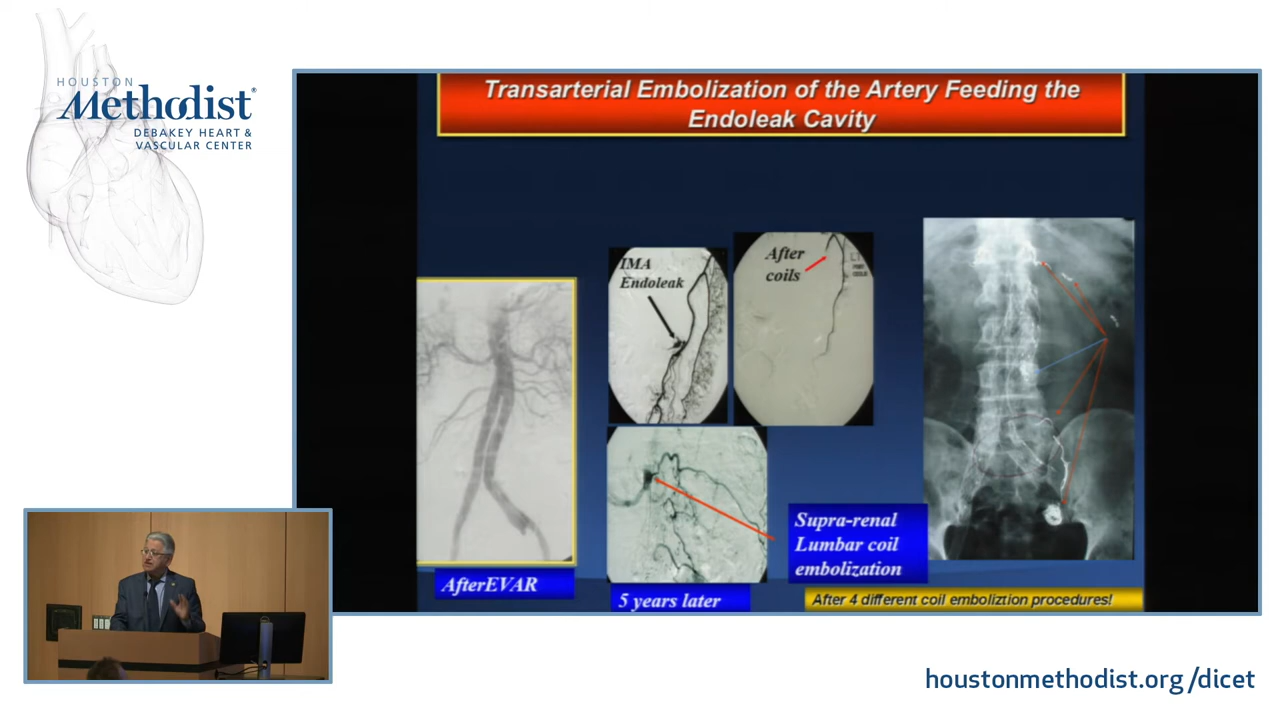 HOUSTON
Methodist®
DEBAKEY HEART &
VASCULAR CENTER
Transarterial Embolization of the Artery Feeding the
Endoleak Cavity
IMA
Endoleak
After
coils
AfterEVAR
5 years later
Supra-renal
Lumbar coil
embolization
After 4 different coil emboliztion procedures!
houstonmethodist.org/dicet